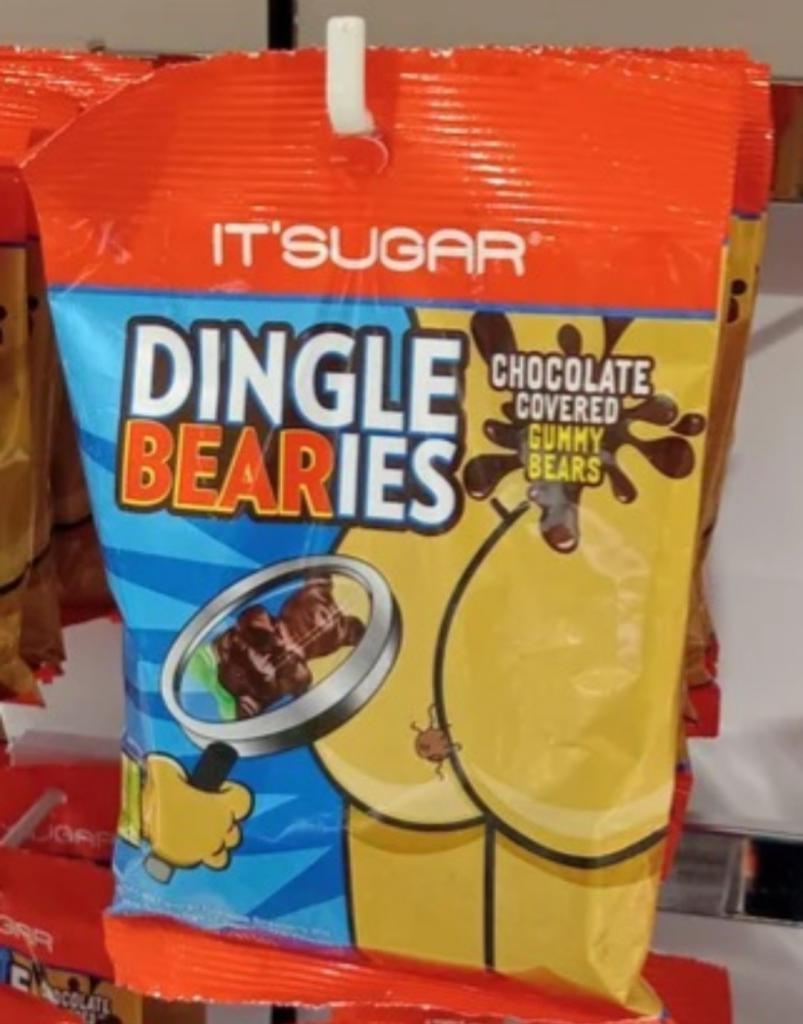 IT'SUGAR
DINGLE
BEARIES
CHOCOLATE
COVERED
GUMMY
BEARS